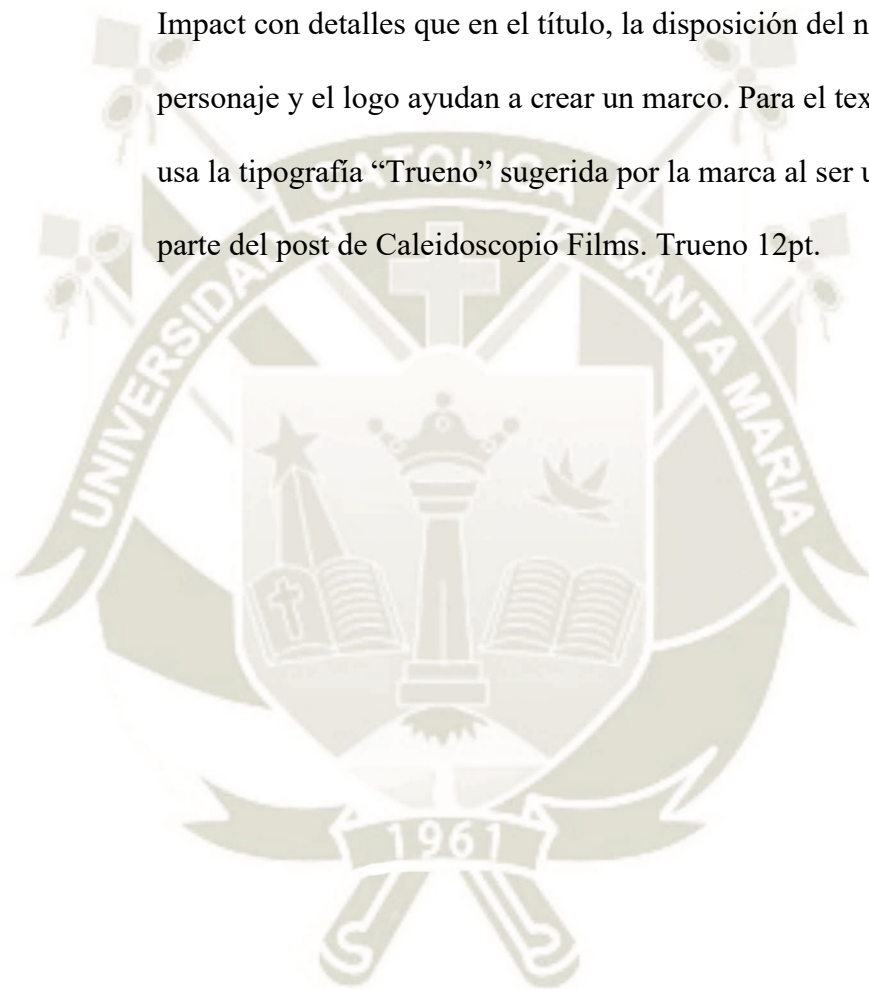 Impact con detalles que en el título, la disposición del
personaje y el logo ayudan a crear un marco. Para el
usa la tipografía “Trueno” sugerida por la marca al ser
parte del post de Caleidoscopio Films. Trueno 12pt.
UNIVERSIDAD CATOLICA SANTA MARIA
1961